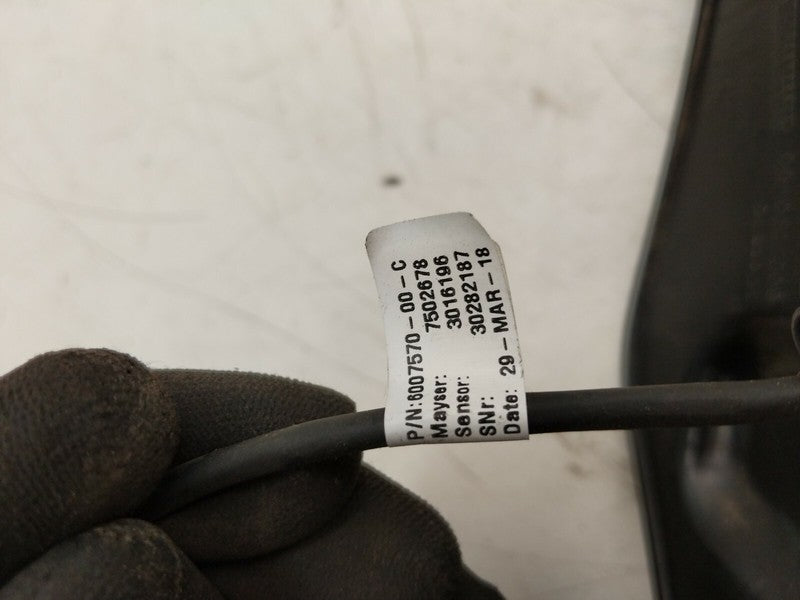 P/N:6007570-00-C
Mayser: 7502678
Sensor: 3016196
SNr: 30282187
Date: 29-MAR-18